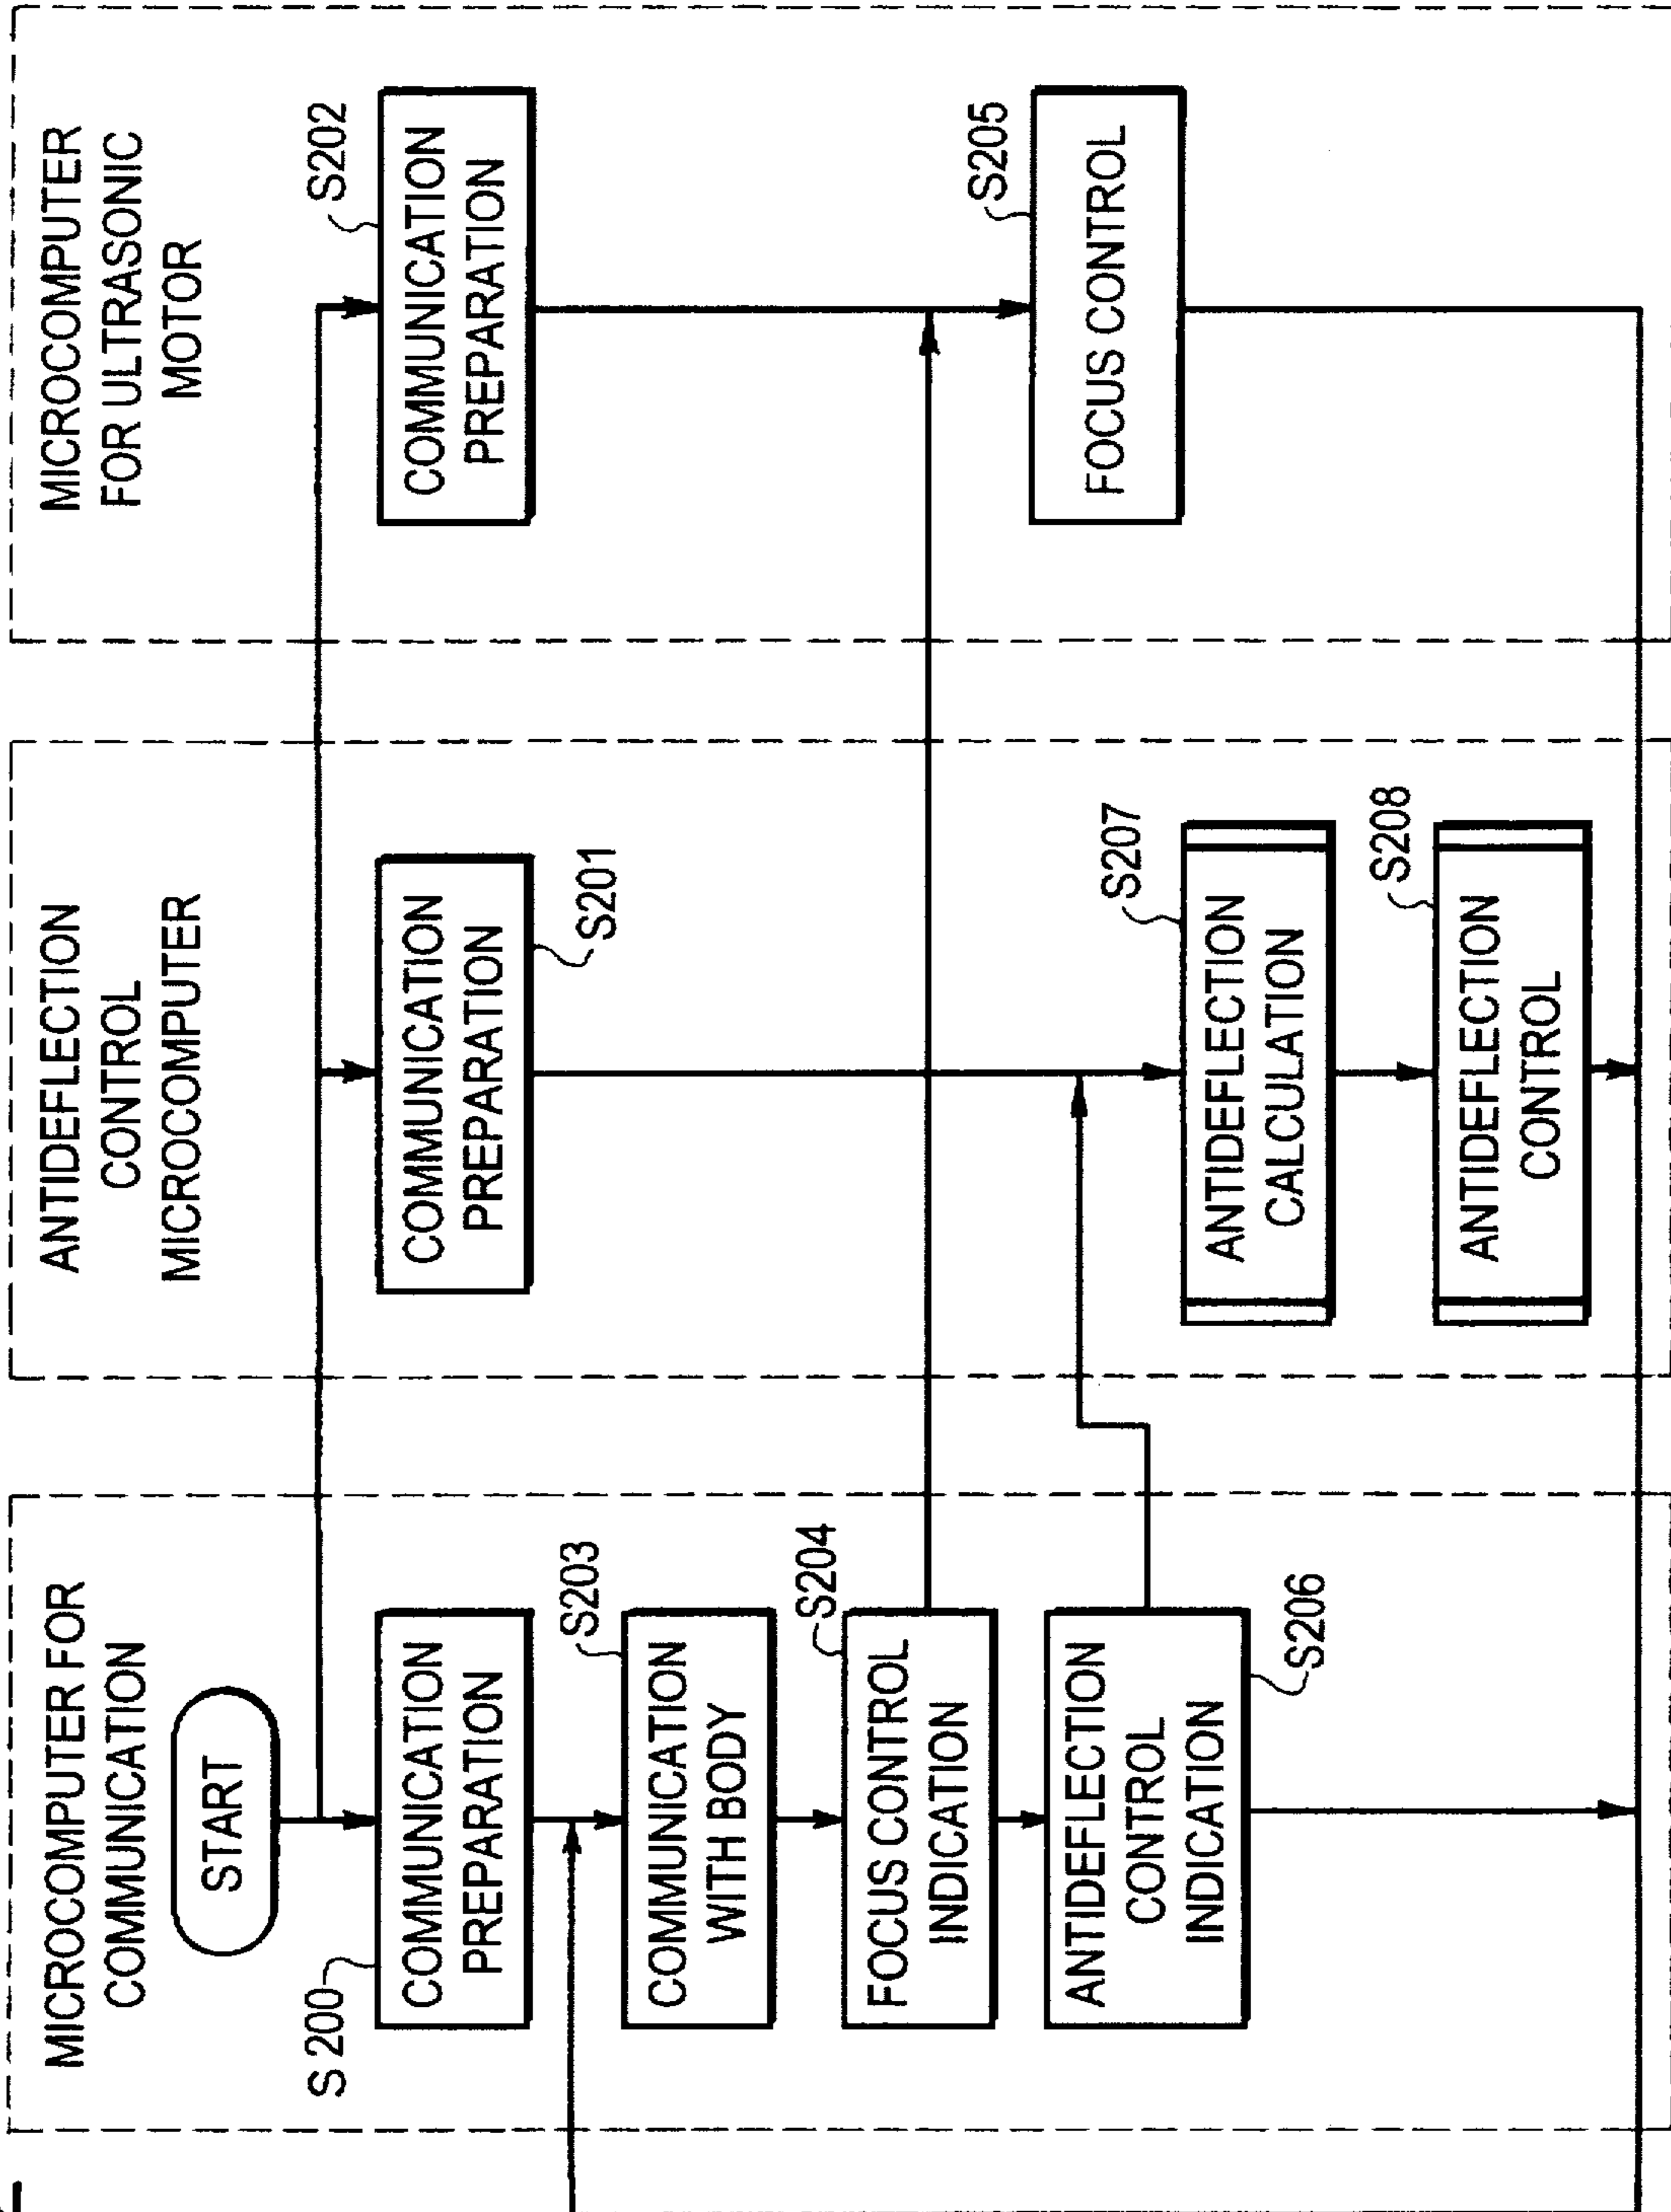 MICROCOMPUTER FOR
COMMUNICATION
START
S 200
COMMUNICATION
PREPARATION
S203
COMMUNICATION
WITH BODY
S204
FOCUS CONTROL
INDICATION
ANTIDEFLECTION
CONTROL
INDICATION
S206
ANTIDEFLECTION
CONTROL
MICROCOMPUTER
COMMUNICATION
PREPARATION
S201
S207
ANTIDEFLECTION
CALCULATION
S208
ANTIDEFLECTION
CONTROL
MICROCOMPUTER
FOR ULTRASONIC
MOTOR
S202
COMMUNICATION
PREPARATION
S205
FOCUS CONTROL